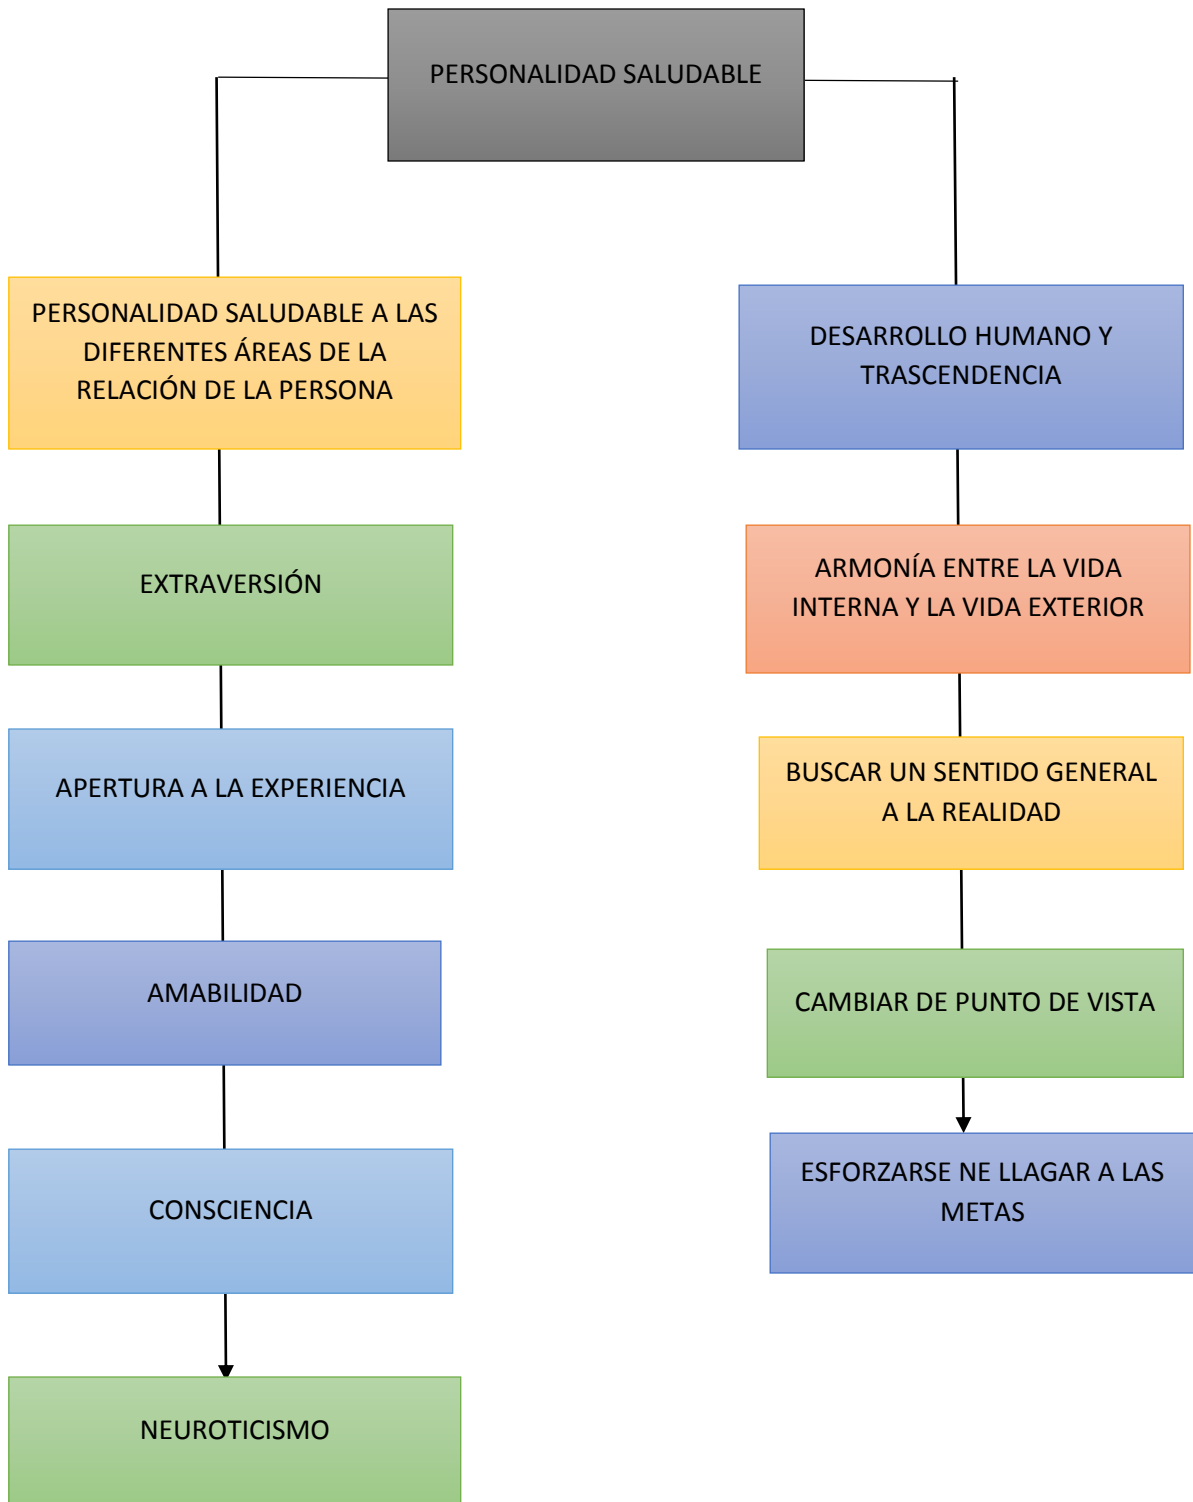 PERSONALIDAD SALUDABLE
PERSONALIDAD SALUDABLE A LAS
DIFERENTES ÁREAS DE LA
RELACIÓN DE LA PERSONA
EXTRAVERSIÓN
APERTURA A LA EXPERIENCIA
AMABILIDAD
CONSCIENCIA
NEUROTICISMO
DESARROLLO HUMANO Y
TRASCENDENCIA
ARMONÍA ENTRE LA VIDA
INTERNA Y LA VIDA EXTERIOR
BUSCAR UN SENTIDO GENERAL
A LA REALIDAD
CAMBIAR DE PUNTO DE VISTA
ESFORZARSE NE LLAGAR A LAS
METAS